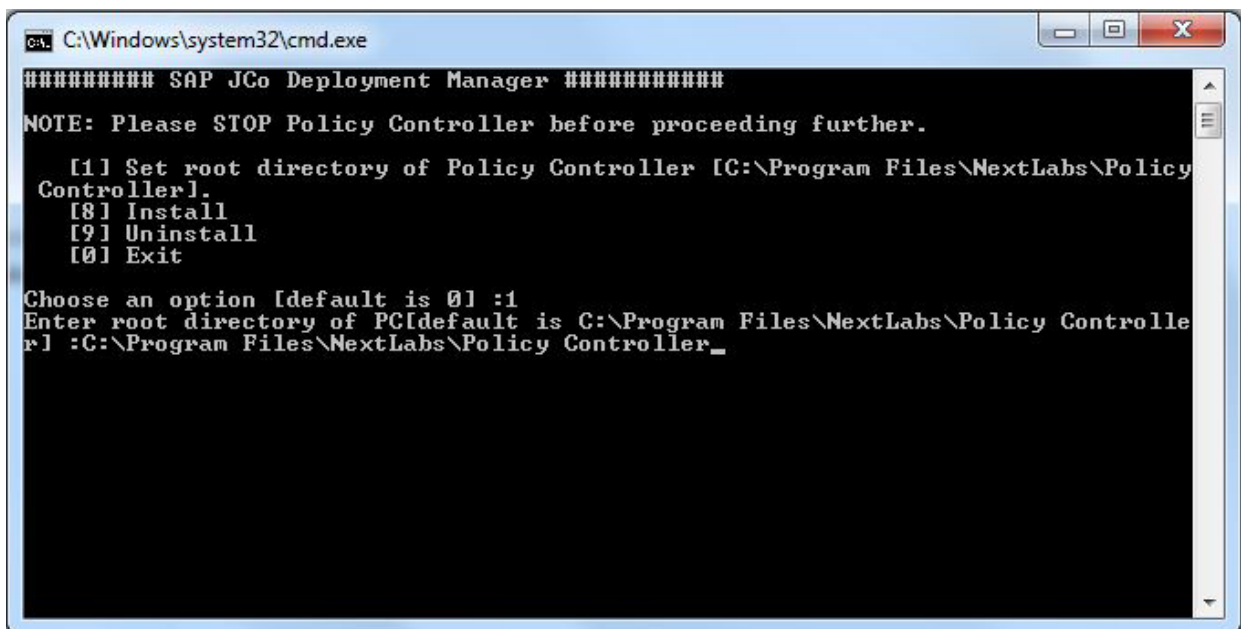 C:\Windows\system32\cmd.exe
######### SAP JCo Deployment Manager ###########
NOTE: Please STOP Policy Controller before proceeding further.
[1] Set root directory of Policy Controller [C:\Program Files\NextLabs\Policy
Controller].
[8] Install
[9] Uninstall
[0] Exit
Choose an option [default is 0] :1
Enter root directory of PC[default is C:\Program Files\NextLabs\Policy Controlle
r] :C:\Program Files\NextLabs\Policy Controller_